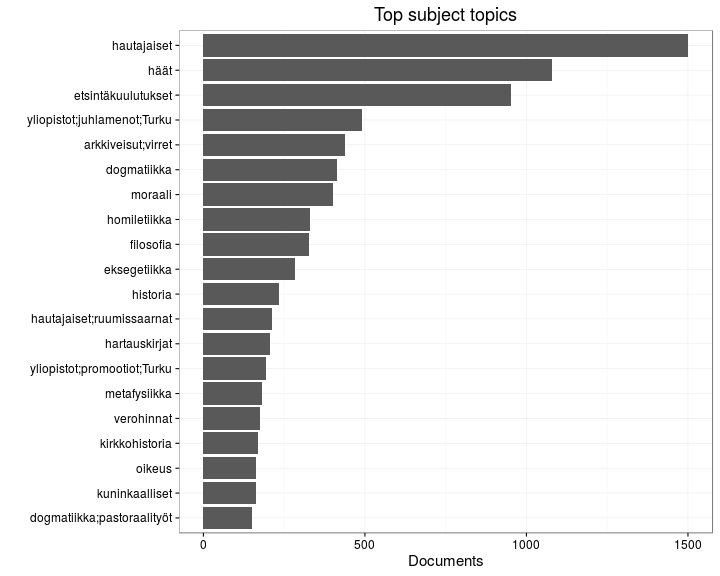 Top subject topics
hautajaiset
häät
etsintäkuulutukset
yliopistot;juhlamenot;Turku
arkkiveisut;virret
dogmatiikka
moraali
homiletiikka
filosofia
eksegetiikka
historia
hautajaiset;ruumissaarnat
hartauskirjat
yliopistot;promootiot;Turku
metafysiikka
verohinnat
kirkkohistoria
oikeus
kuninkaalliset
dogmatiikka;pastoraalityöt
0 500 1000 1500
Documents